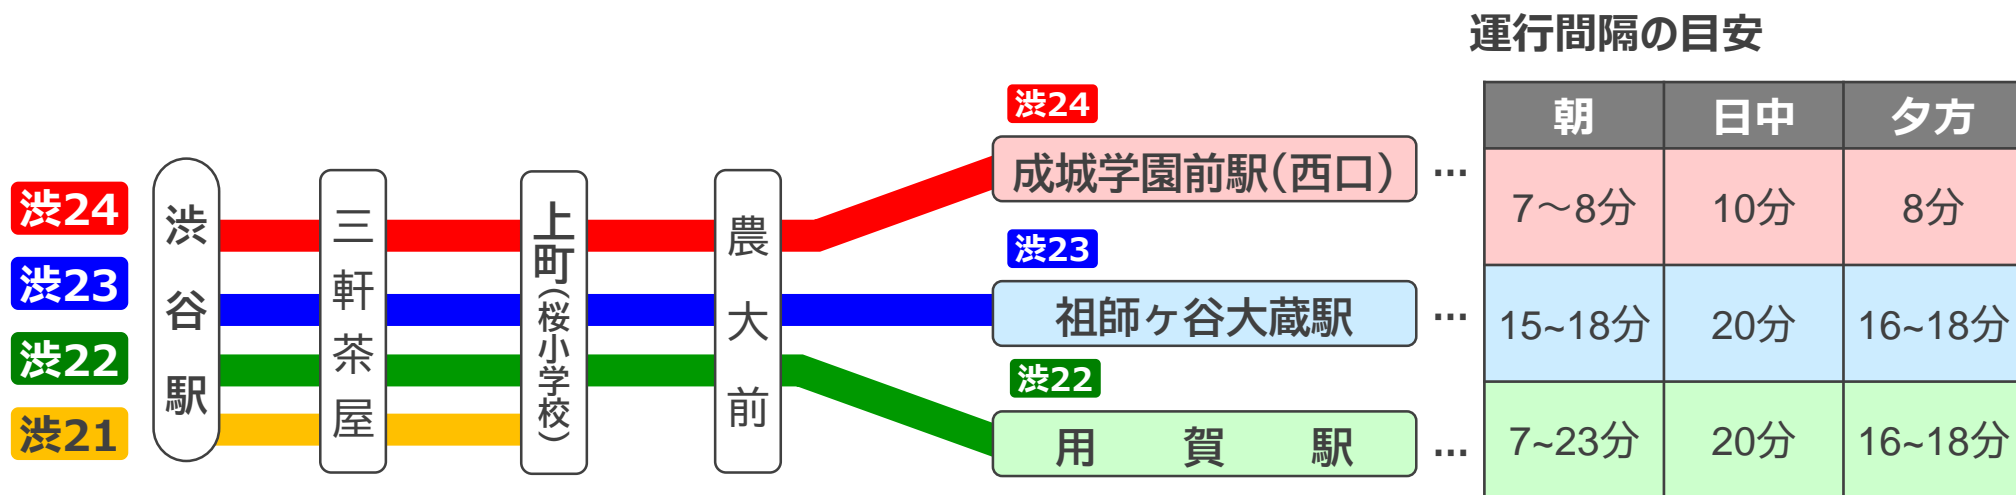 運行間隔の目安
朝 日中 夕方
渋24
成城学園前駅(西口) … 7～8分 10分 8分
渋23
祖師ヶ谷大蔵駅 … 15~18分 20分 16~18分
渋22
用賀駅 … 7~23分 20分 16~18分
渋24
渋23
渋22
渋21
渋谷駅
三軒茶屋
上町(桜小学校)
農大前